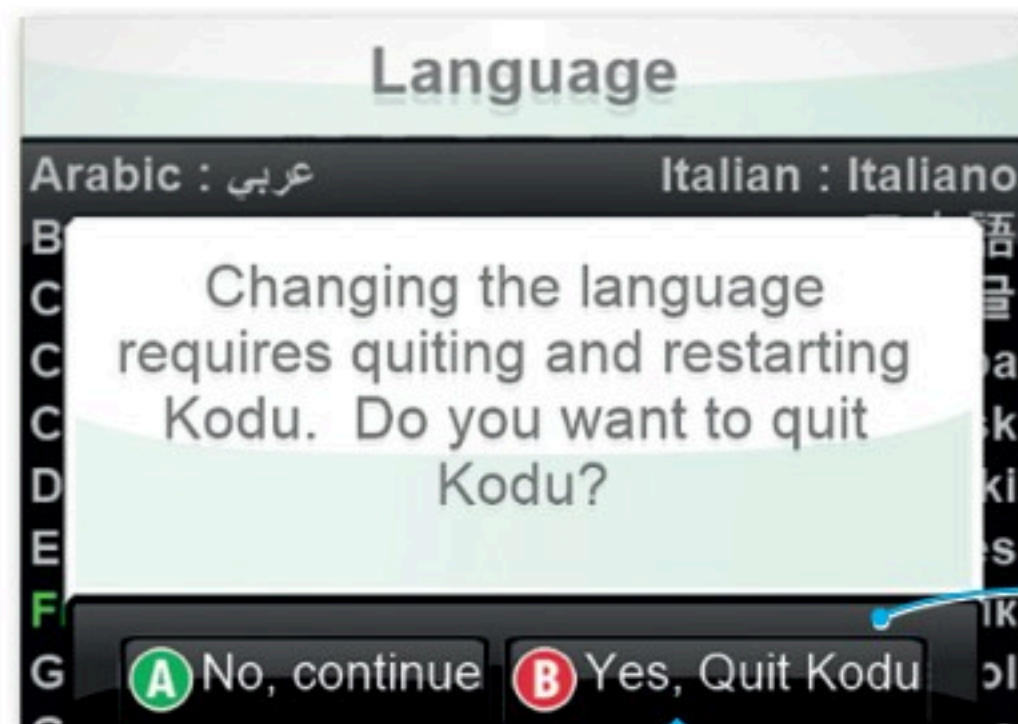 Language
Arabic : عربي
Italian : Italiano
Changing the language
requires quiting and restarting
Kodu. Do you want to quit
Kodu?
A No, continue
B Yes, Quit Kodu